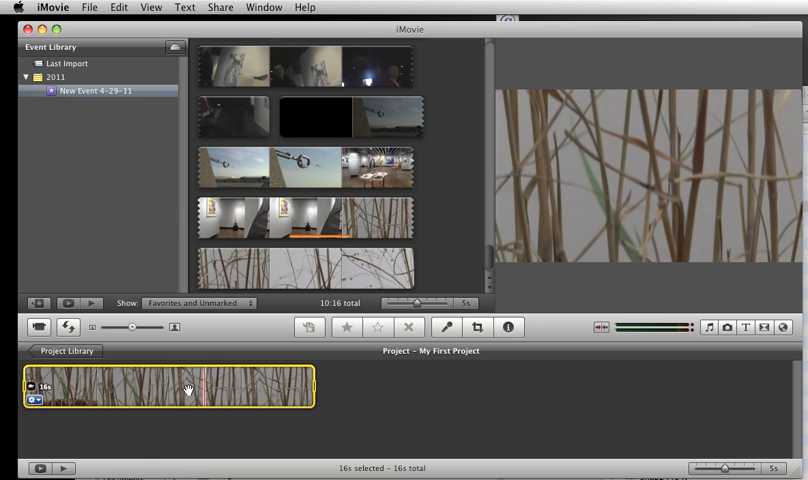 iMovie File Edit View Text Share Window Help
iMovie
Event Library
Last Import
2011
New Event 4-29-11
Show: Favorites and Unmarked 10:16 total 5s
Project Library Project - My First Project
16s
16s selected - 16s total 5s